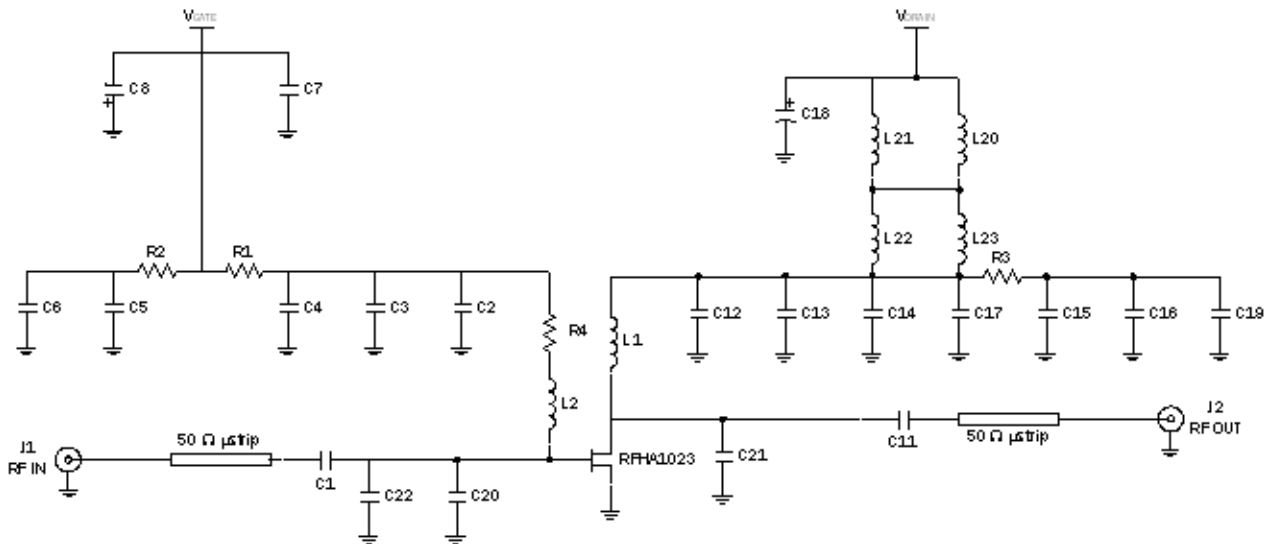 VGATE
VDRAIN
C8
C7
C18
L21
L20
L22
L23
R2
R1
R3
C6
C5
C4
C3
C2
R4
L1
C12
C13
C14
C17
C15
C16
C19
L2
J1
RF IN
50 Ω µstrip
C1
C22
C20
RFHA1023
C21
C11
50 Ω µstrip
J2
RF OUT